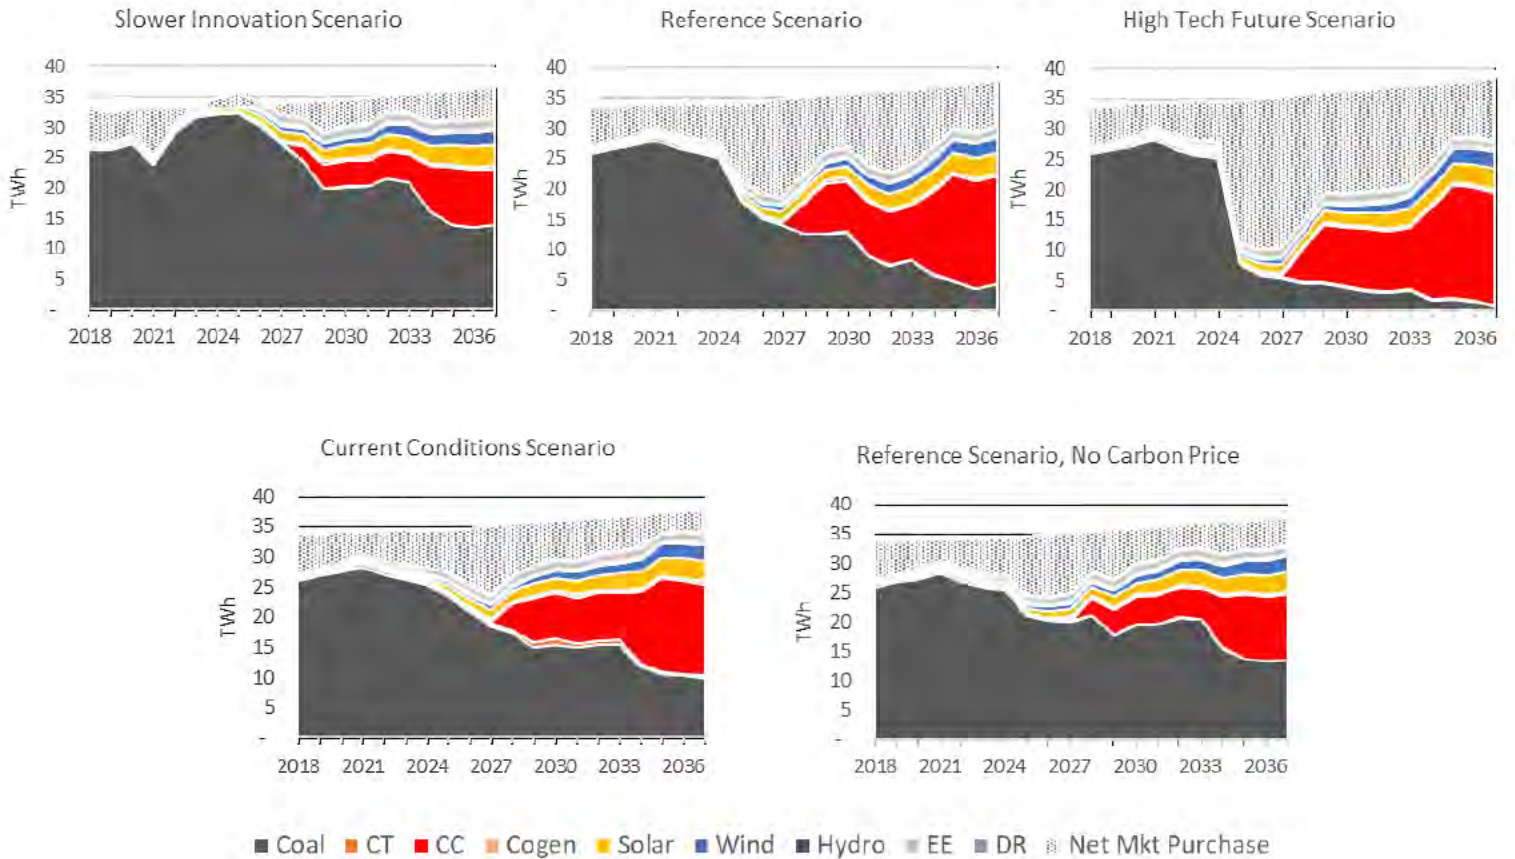 Slower Innovation Scenario
40
35
30
25
20
15
10
5
-
TWh
2018 2021 2024 2027 2030 2033 2036
Reference Scenario
40
35
30
25
20
15
10
5
-
TWh
2018 2021 2024 2027 2030 2033 2036
High Tech Future Scenario
40
35
30
25
20
15
10
5
-
TWh
2018 2021 2024 2027 2030 2033 2036
Current Conditions Scenario
40
35
30
25
20
15
10
5
-
TWh
2018 2021 2024 2027 2030 2033 2036
Reference Scenario, No Carbon Price
40
35
30
25
20
15
10
5
-
TWh
2018 2021 2024 2027 2030 2033 2036
Coal CT CC Cogen Solar Wind Hydro EE DR Net Mkt Purchase